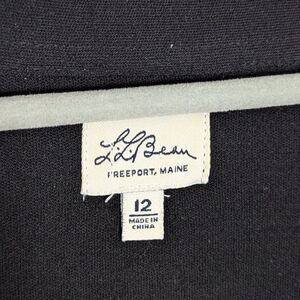 L.L.Bean
FREEPORT, MAINE
12
MADE IN
CHINA